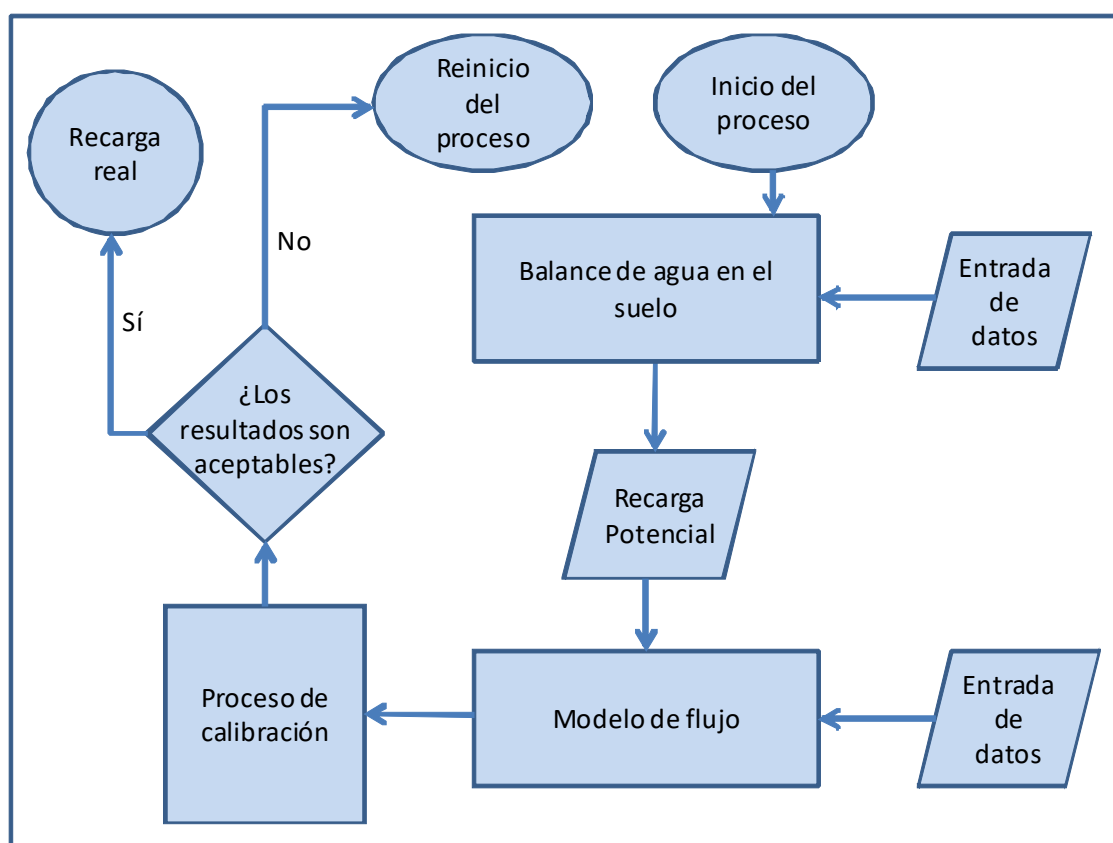 Recarga
real
Reinicio
del
proceso
Inicio del
proceso
No
Sí
Balance de agua en el
suelo
Entrada
de
datos
¿Los
resultados son
aceptables?
Recarga
Potencial
Proceso de
calibración
Modelo de flujo
Entrada
de
datos